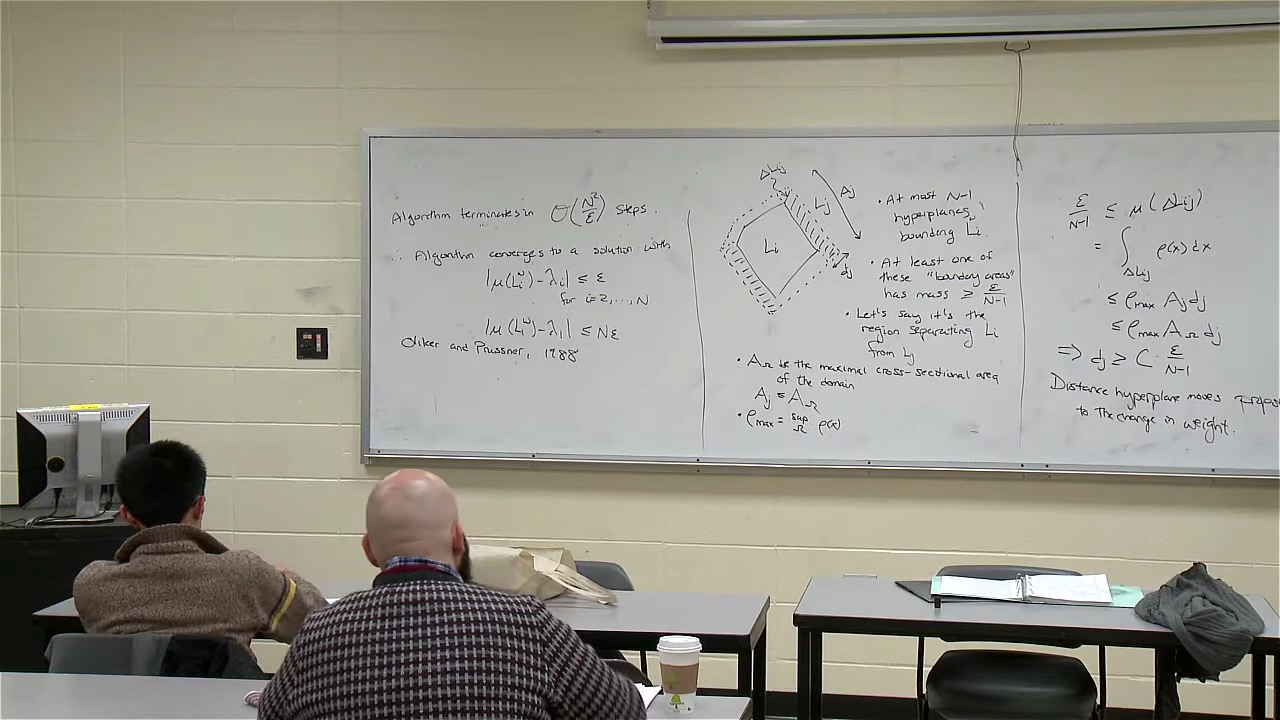 Algorithm terminates in O(N²/ε) steps.
∴ Algorithm converges to a solution with
|μ(Li^u) - λi| ≤ ε
for i=2,...,N
|μ(Li^u) - λ1| ≤ Nε
Oliker and Prussner, 1988
ΔLij
Aj
Lj
Li
dj
• At most N-1
hyperplanes
bounding Li.
• At least one of
these "boundary areas"
has mass ≥ ε/N-1
• Let's say it's the
region separating Li
from Lj
• AΩ be the maximal cross-sectional area
of the domain
Aj ≤ AΩ
• ρmax = sup Ω ρ(x)
ε/N-1 ≤ μ(ΔLij)
= ∫ΔLij ρ(x)dx
≤ ρmax Aj dj
≤ ρmax AΩ dj
=> dj ≥ C · ε/N-1
Distance hyperplane moves
to the change in weight.